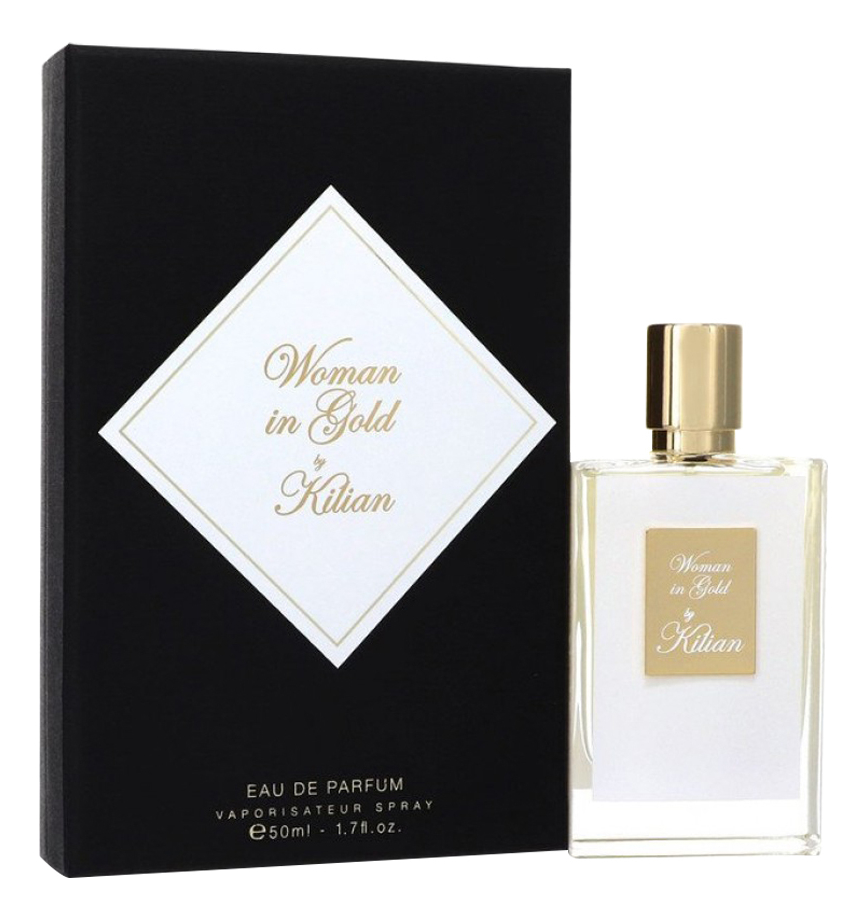 Woman
in Gold
by
Kilian
EAU DE PARFUM
VAPORISATEUR SPRAY
℮50ml - 1.7fl.oz.
Woman
in Gold
by
Kilian